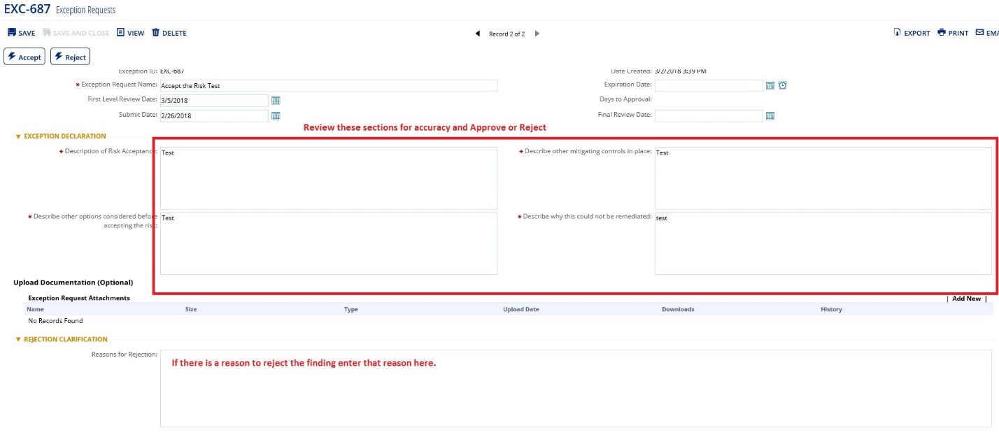 EXC-687 Exception Requests
SAVE SAVE AND CLOSE VIEW DELETE
Record 2 of 2
EXPORT PRINT EMA
Accept Reject
Exception ID: EXC-687
Date Created: 3/2/2018 3:39 PM
* Exception Request Name: Accept the Risk Test
Expiration Date:
First Level Review Date: 3/5/2018
Days to Approval:
Submit Date: 2/26/2018
Final Review Date:
Review these sections for accuracy and Approve or Reject
EXCEPTION DECLARATION
* Description of Risk Acceptance: Test
* Describe other mitigating controls in place: Test
* Describe other options considered before
accepting the risk: Test
* Describe why this could not be remediated: test
Upload Documentation (Optional)
Exception Request Attachments
| Add New |
Name Size Type Upload Date Downloads History
No Records Found
REJECTION CLARIFICATION
Reasons for Rejection:
If there is a reason to reject the finding enter that reason here.